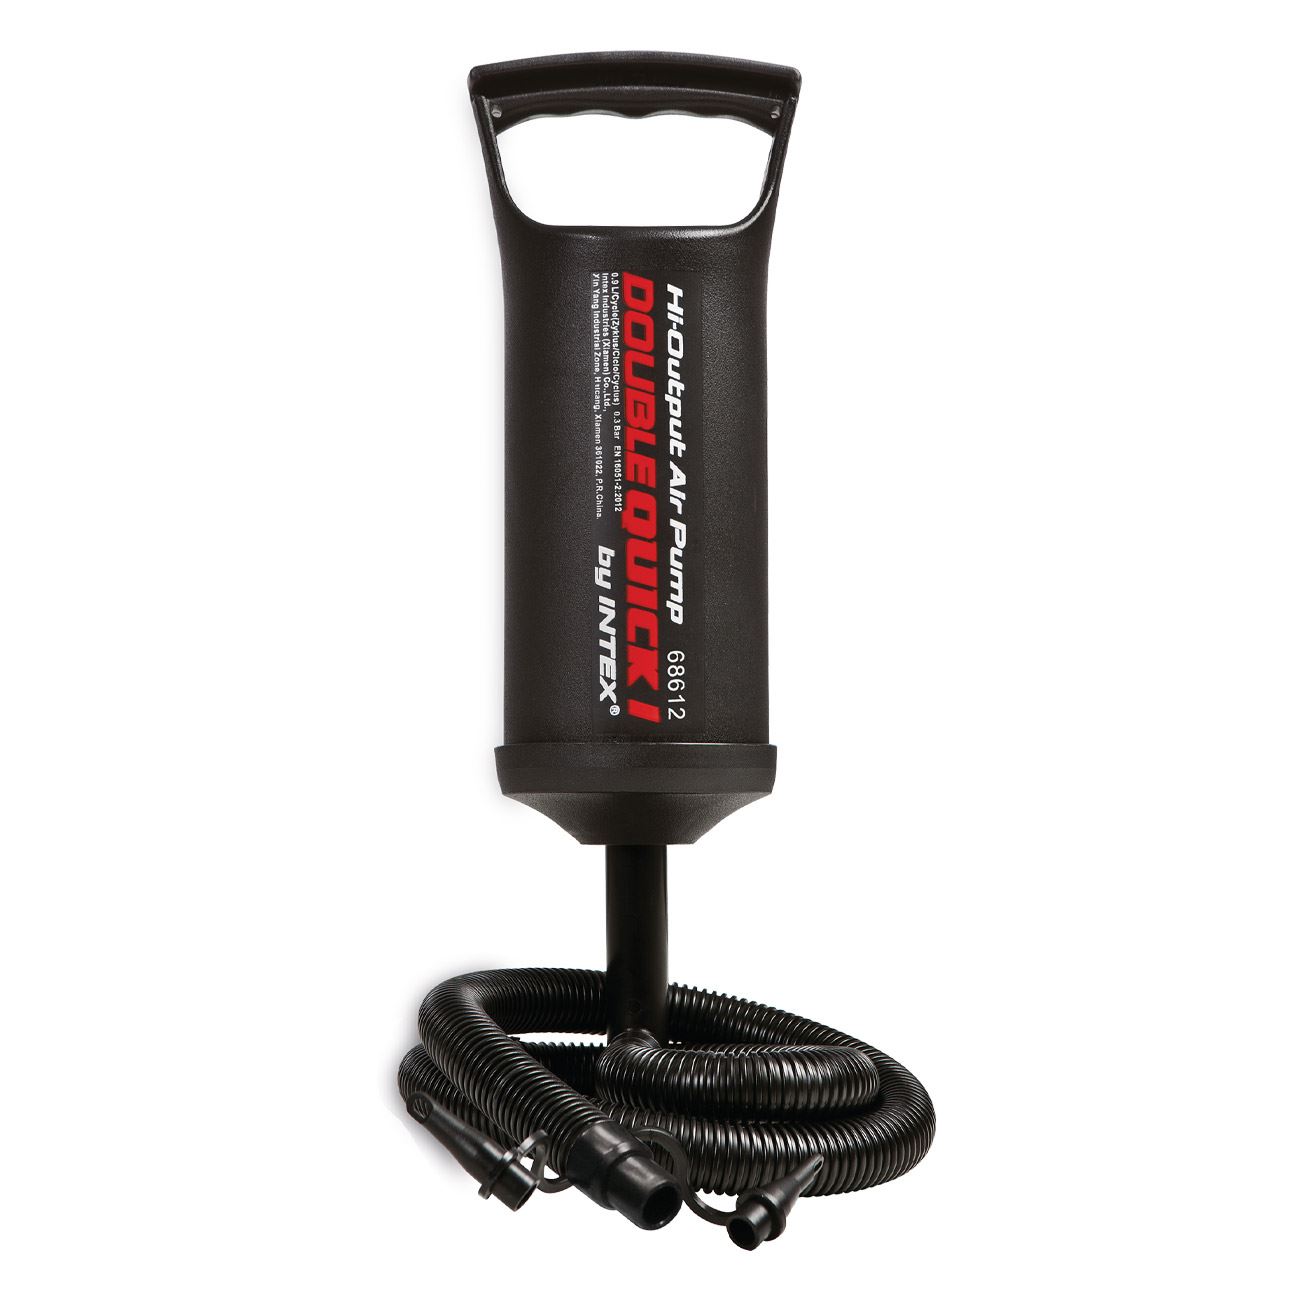 Hi-Output Air Pump 68612
DOUBLE QUICK I
0.9 L/Cycle(Zyklus/Ciclo/Cyclus) 0.3 Bar EN 16051-2:2012
Intex Industries (Xiamen) Co., Ltd.,
Yin Yang Industrial Zone, Haicang, Xiamen 361022, P.R.China.
by INTEX®